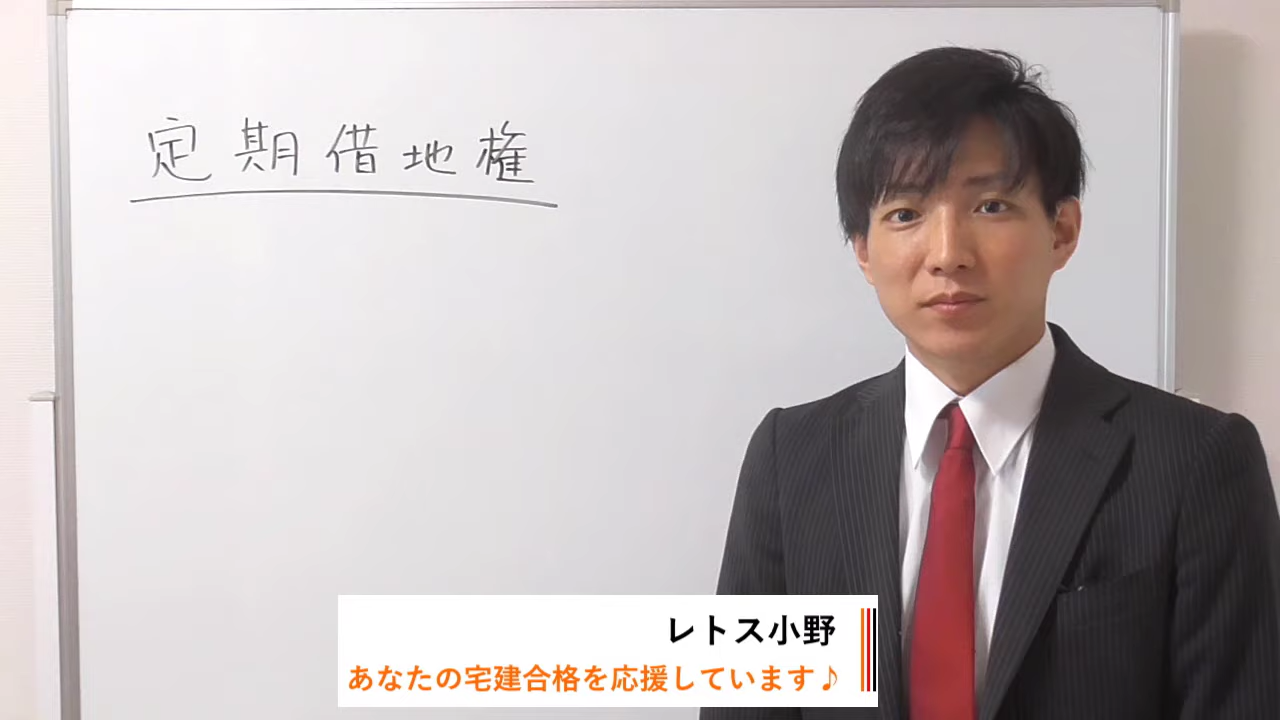 定期借地権
レトス小野
あなたの宅建合格を応援しています♪